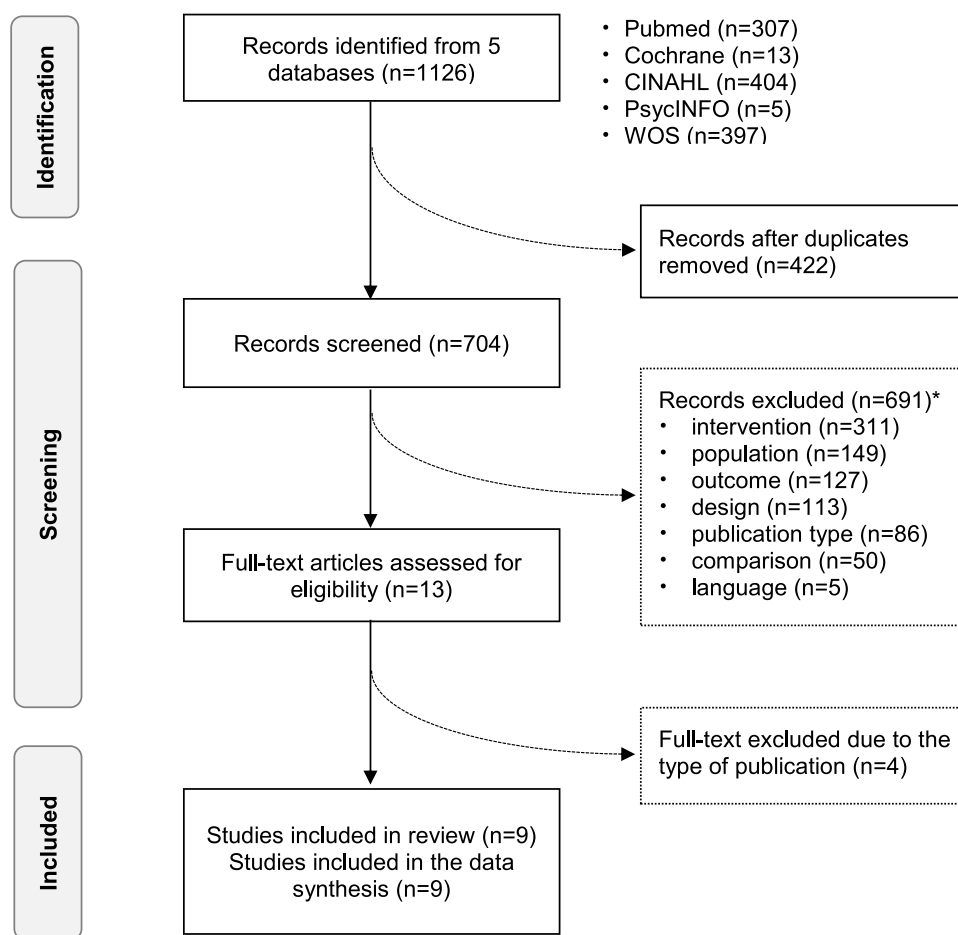 Identification
Records identified from 5
databases (n=1126)
· Pubmed (n=307)
· Cochrane (n=13)
· CINAHL (n=404)
· PsycINFO (n=5)
· WOS (n=397)
Records after duplicates
removed (n=422)
Screening
Records screened (n=704)
Records excluded (n=691)*
· intervention (n=311)
· population (n=149)
· outcome (n=127)
· design (n=113)
· publication type (n=86)
· comparison (n=50)
· language (n=5)
Full-text articles assessed for
eligibility (n=13)
Full-text excluded due to the
type of publication (n=4)
Included
Studies included in review (n=9)
Studies included in the data
synthesis (n=9)